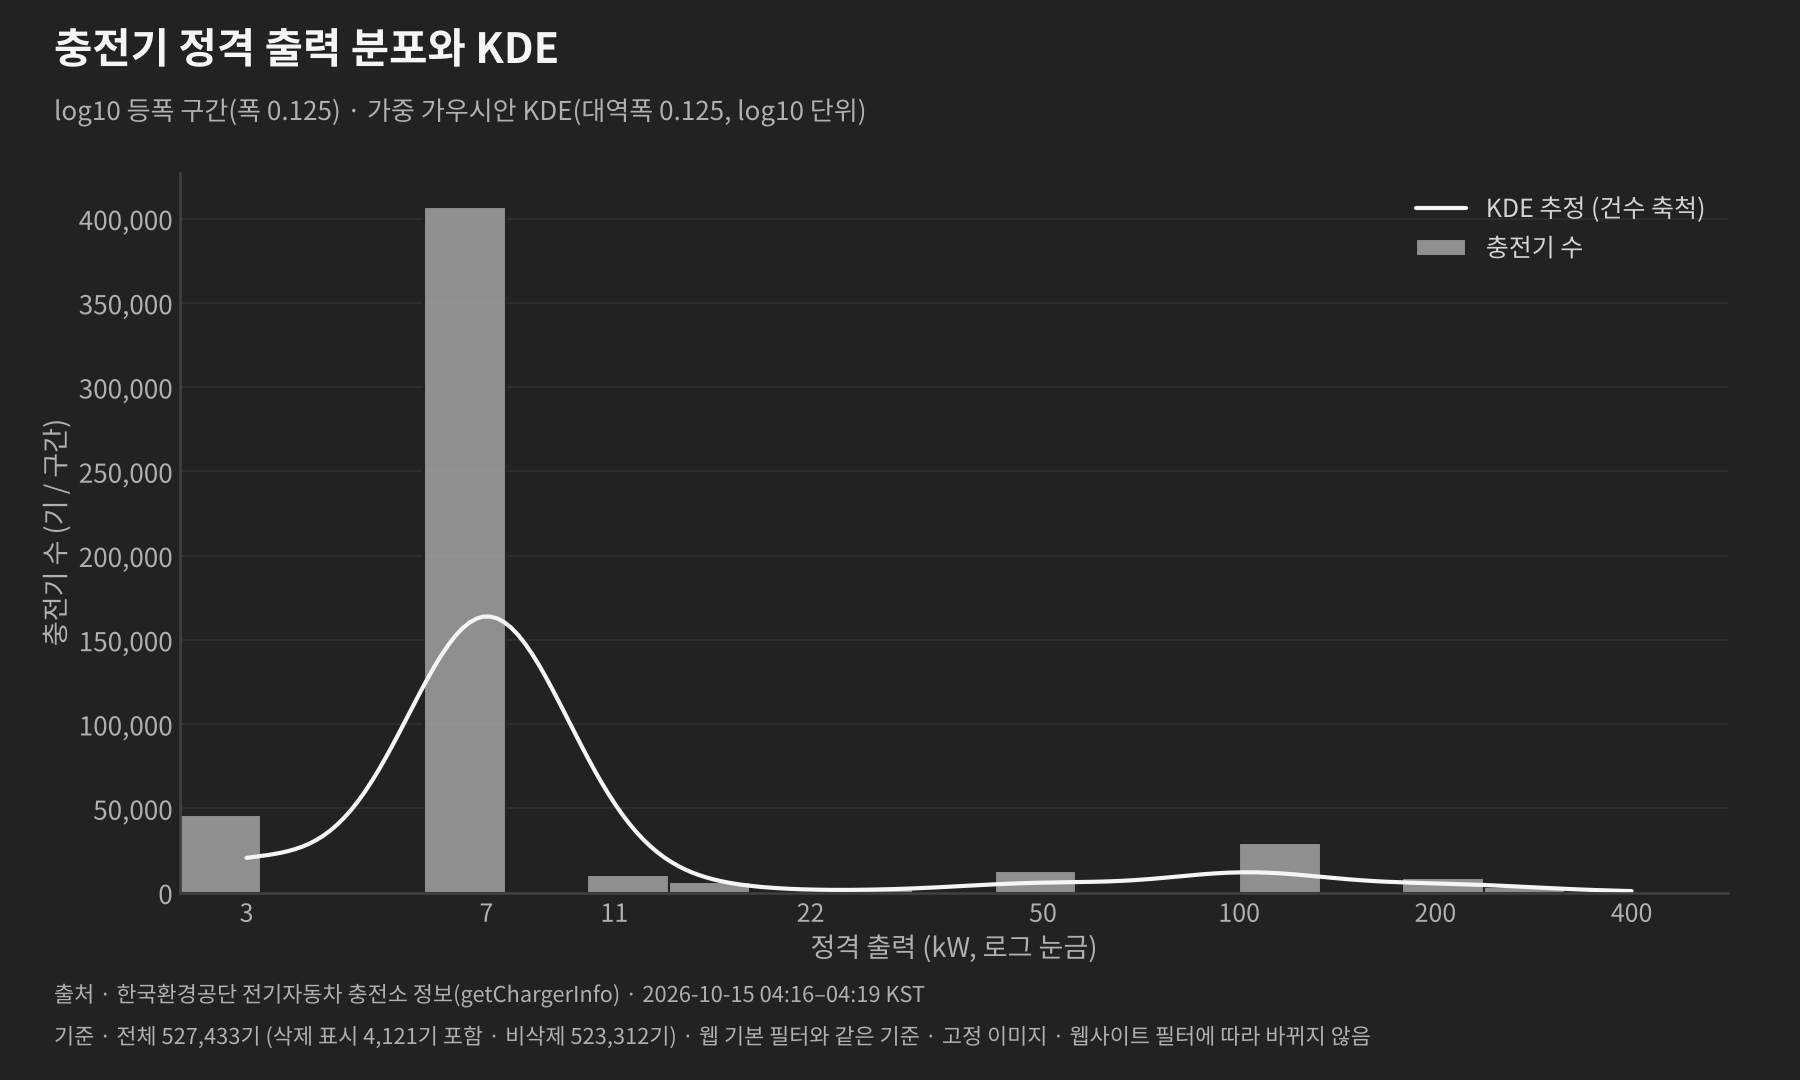 충전기 정격 출력 분포와 KDE
log10 등폭 구간(폭 0.125) · 가중 가우시안 KDE(대역폭 0.125, log10 단위)
KDE 추정 (건수 축척)
충전기 수
충전기 수 (기 / 구간)
400,000
350,000
300,000
250,000
200,000
150,000
100,000
50,000
0
3 7 11 22 50 100 200 400
정격 출력 (kW, 로그 눈금)
출처 · 한국환경공단 전기자동차 충전소 정보(getChargerInfo) · 2026-10-15 04:16–04:19 KST
기준 · 전체 527,433기 (삭제 표시 4,121기 포함 · 비삭제 523,312기) · 웹 기본 필터와 같은 기준 · 고정 이미지 · 웹사이트 필터에 따라 바뀌지 않음